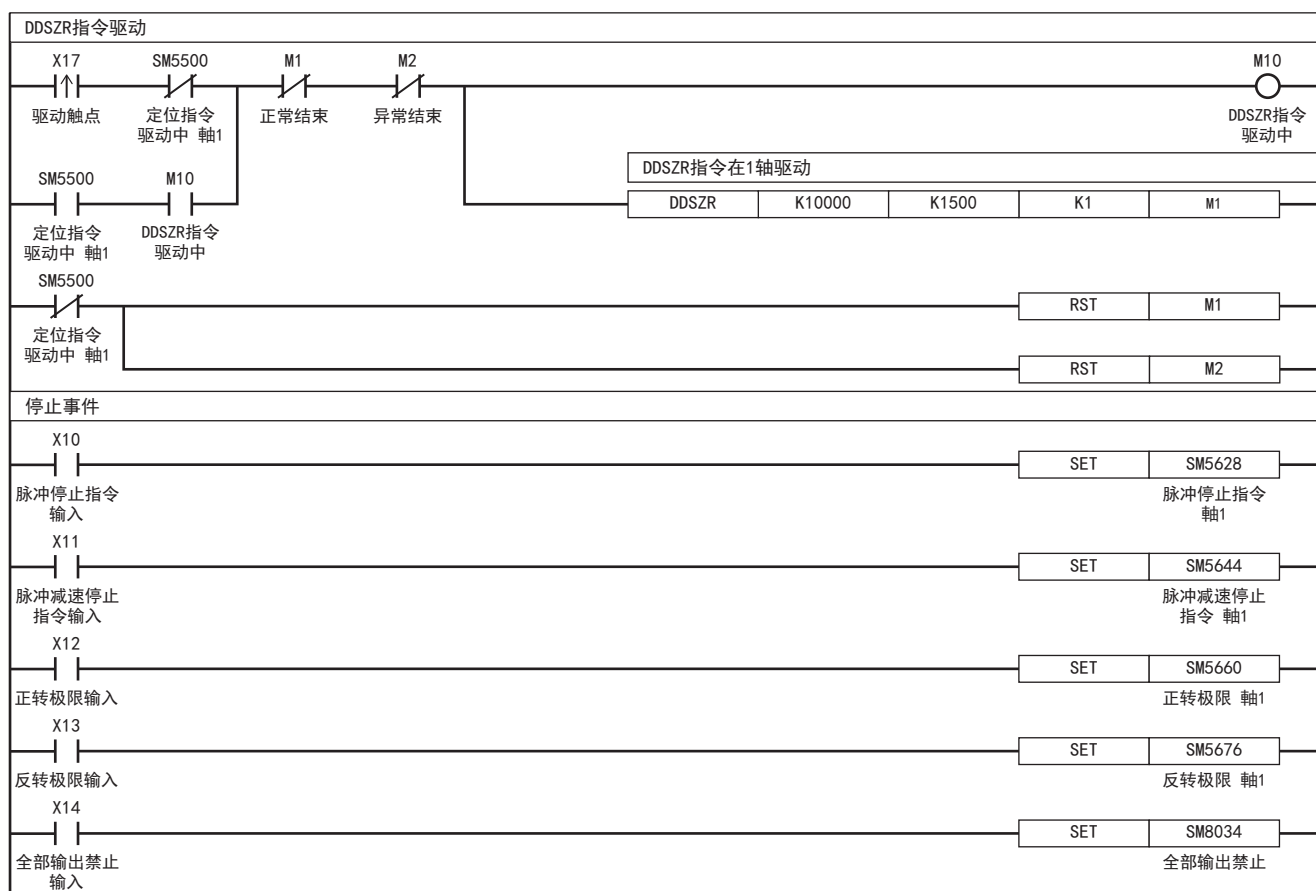 DDSZR指令驱动
X17 SM5500 M1 M2 M10
驱动触点 定位指令 正常结束 异常结束 DDSZR指令
驱动中 軸1 驱动中
DDSZR指令在1轴驱动
SM5500 M10
DDSZR K10000 K1500 K1 M1
定位指令 DDSZR指令
驱动中 軸1 驱动中
SM5500
RST M1
定位指令
驱动中 軸1
RST M2
停止事件
X10
SET SM5628
脉冲停止指令 脉冲停止指令
输入 軸1
X11
SET SM5644
脉冲减速停止 脉冲减速停止
指令输入 指令 軸1
X12
SET SM5660
正转极限输入 正转极限 軸1
X13
SET SM5676
反转极限输入 反转极限 軸1
X14
SET SM8034
全部输出禁止 全部输出禁止
输入